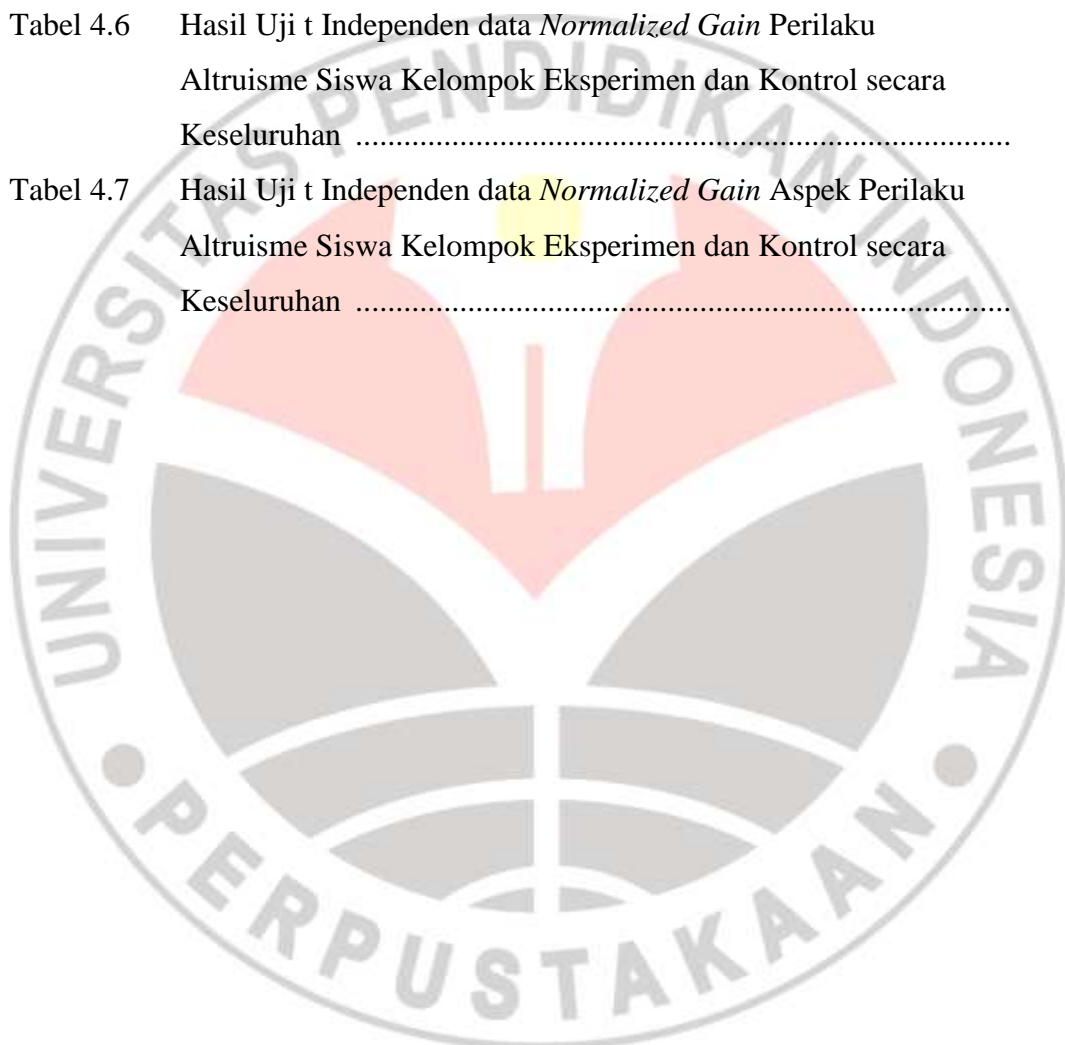 Tabel 4.6 Hasil Uji t Independen data Normalized Gain Perilaku
Altruisme Siswa Kelompok Eksperimen dan Kontrol secara
Keseluruhan ..................................................................................
Tabel 4.7 Hasil Uji t Independen data Normalized Gain Aspek Perilaku
Altruisme Siswa Kelompok Eksperimen dan Kontrol secara
Keseluruhan ..................................................................................
UNIVERSITAS PENDIDIKAN INDONESIA
PERPUSTAKAAN